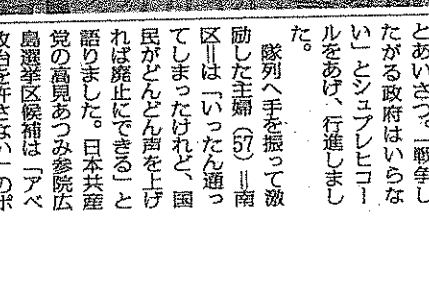 とあいさつ。「戦争し
たがる政府はいらな
い」とシュプレヒコー
ルをあげ、行進しまし
た。
隊列へ手を振って激
励した主婦(57)=南
区=は「いったん通っ
てしまったけれど、国
民がどんどん声を上げ
れば廃止にできる」と
語りました。日本共産
党の高見あつみ参院広
島選挙区候補は「アベ
政治を許さない」のポ